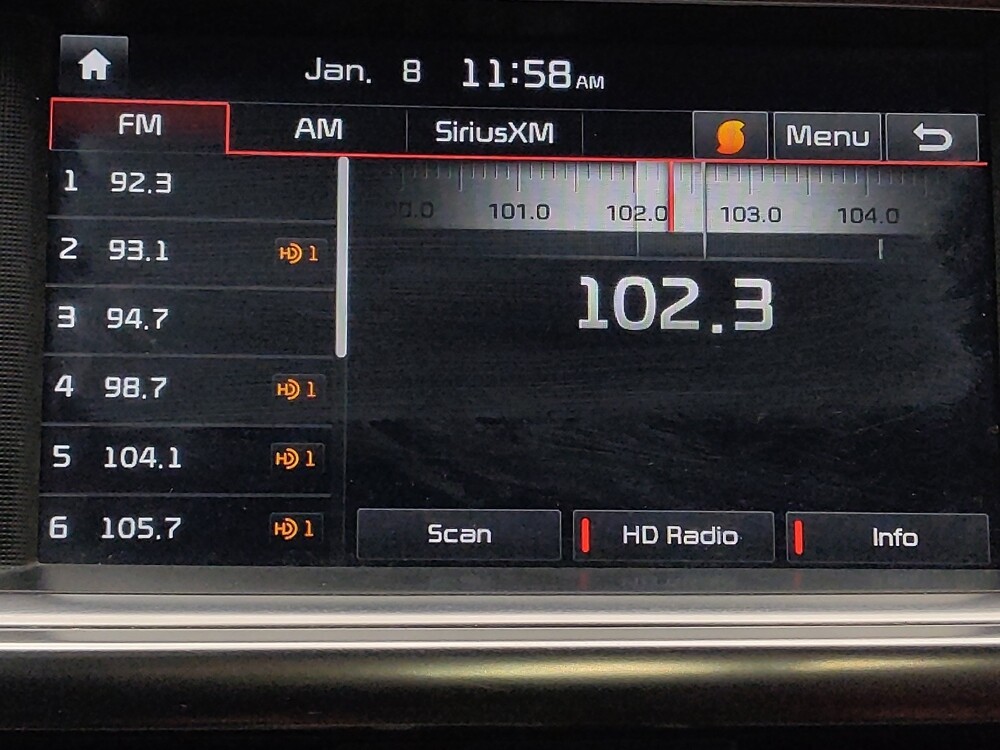 Jan. 8 11:58 AM
FM AM SiriusXM Menu
1 92.3
2 93.1 HD 1
3 94.7
4 98.7 HD 1
5 104.1 HD 1
6 105.7 HD 1
101.0 102.0 103.0 104.0
102.3
Scan HD Radio Info